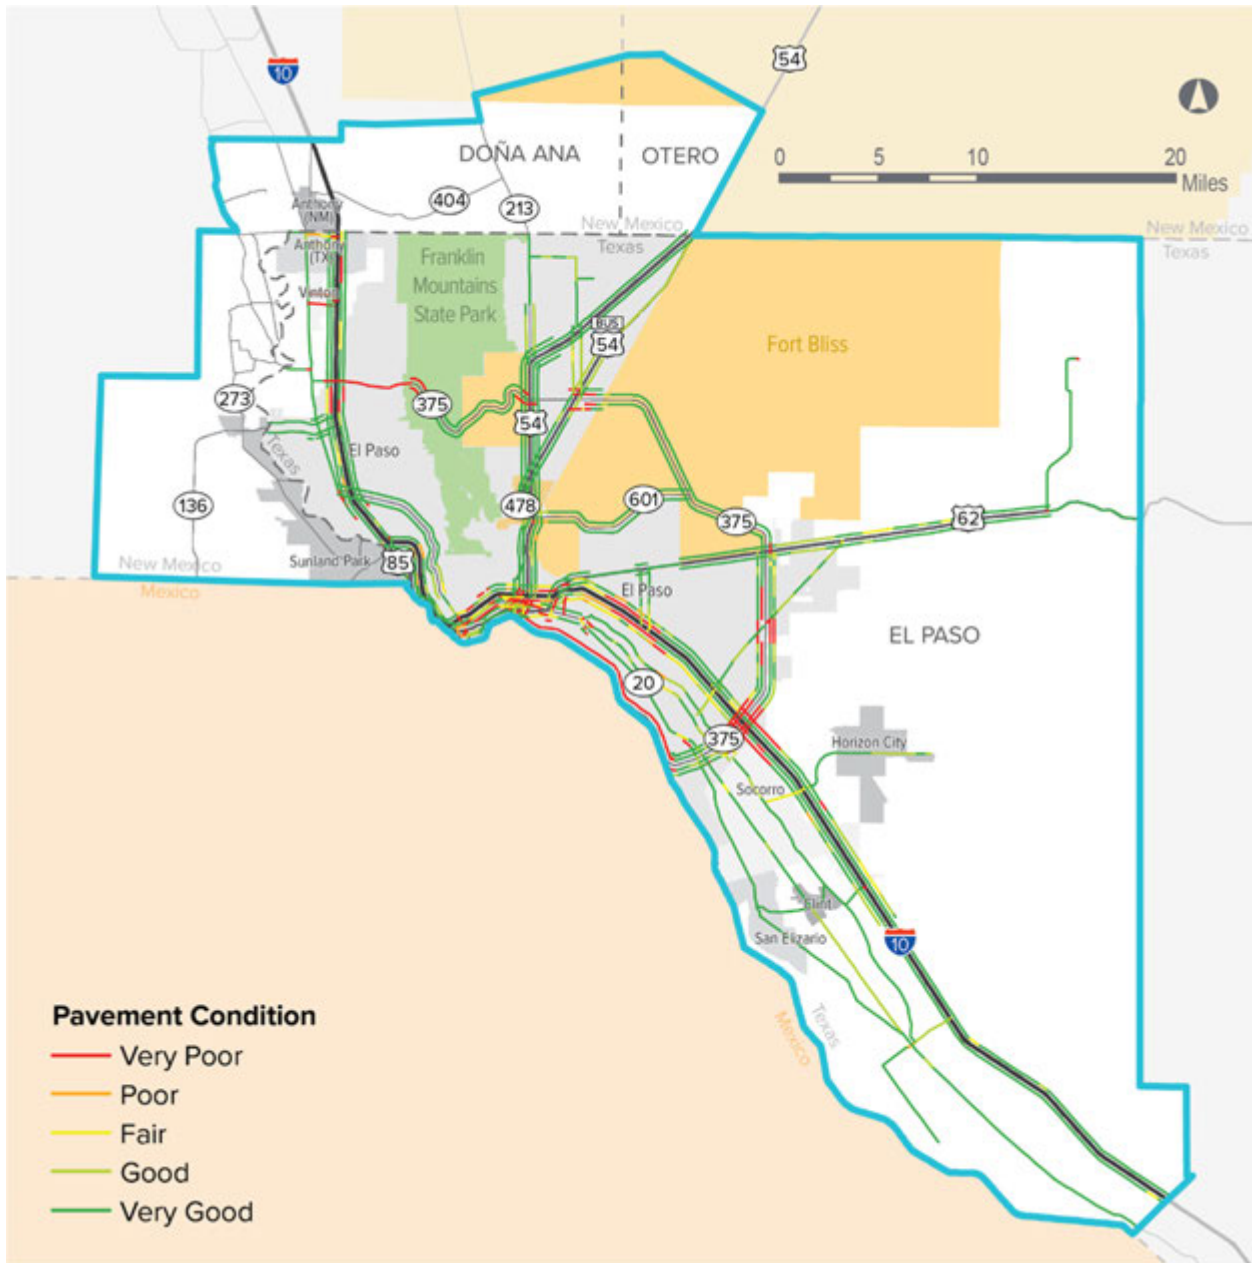 54
10
DOÑA ANA
OTERO
0
5
10
20
Miles
404
213
Anthony
(NM)
New Mexico
Texas
New Mexico
Texas
Anthony
(TX)
Franklin
Mountains
State Park
Vinton
BUS
54
Fort Bliss
273
375
54
Texas
El Paso
136
478
601
375
62
New Mexico
Mexico
Sunland Park
85
El Paso
EL PASO
20
375
Horizon City
Socorro
Clint
San Elizario
10
Texas
Mexico
Pavement Condition
Very Poor
Poor
Fair
Good
Very Good